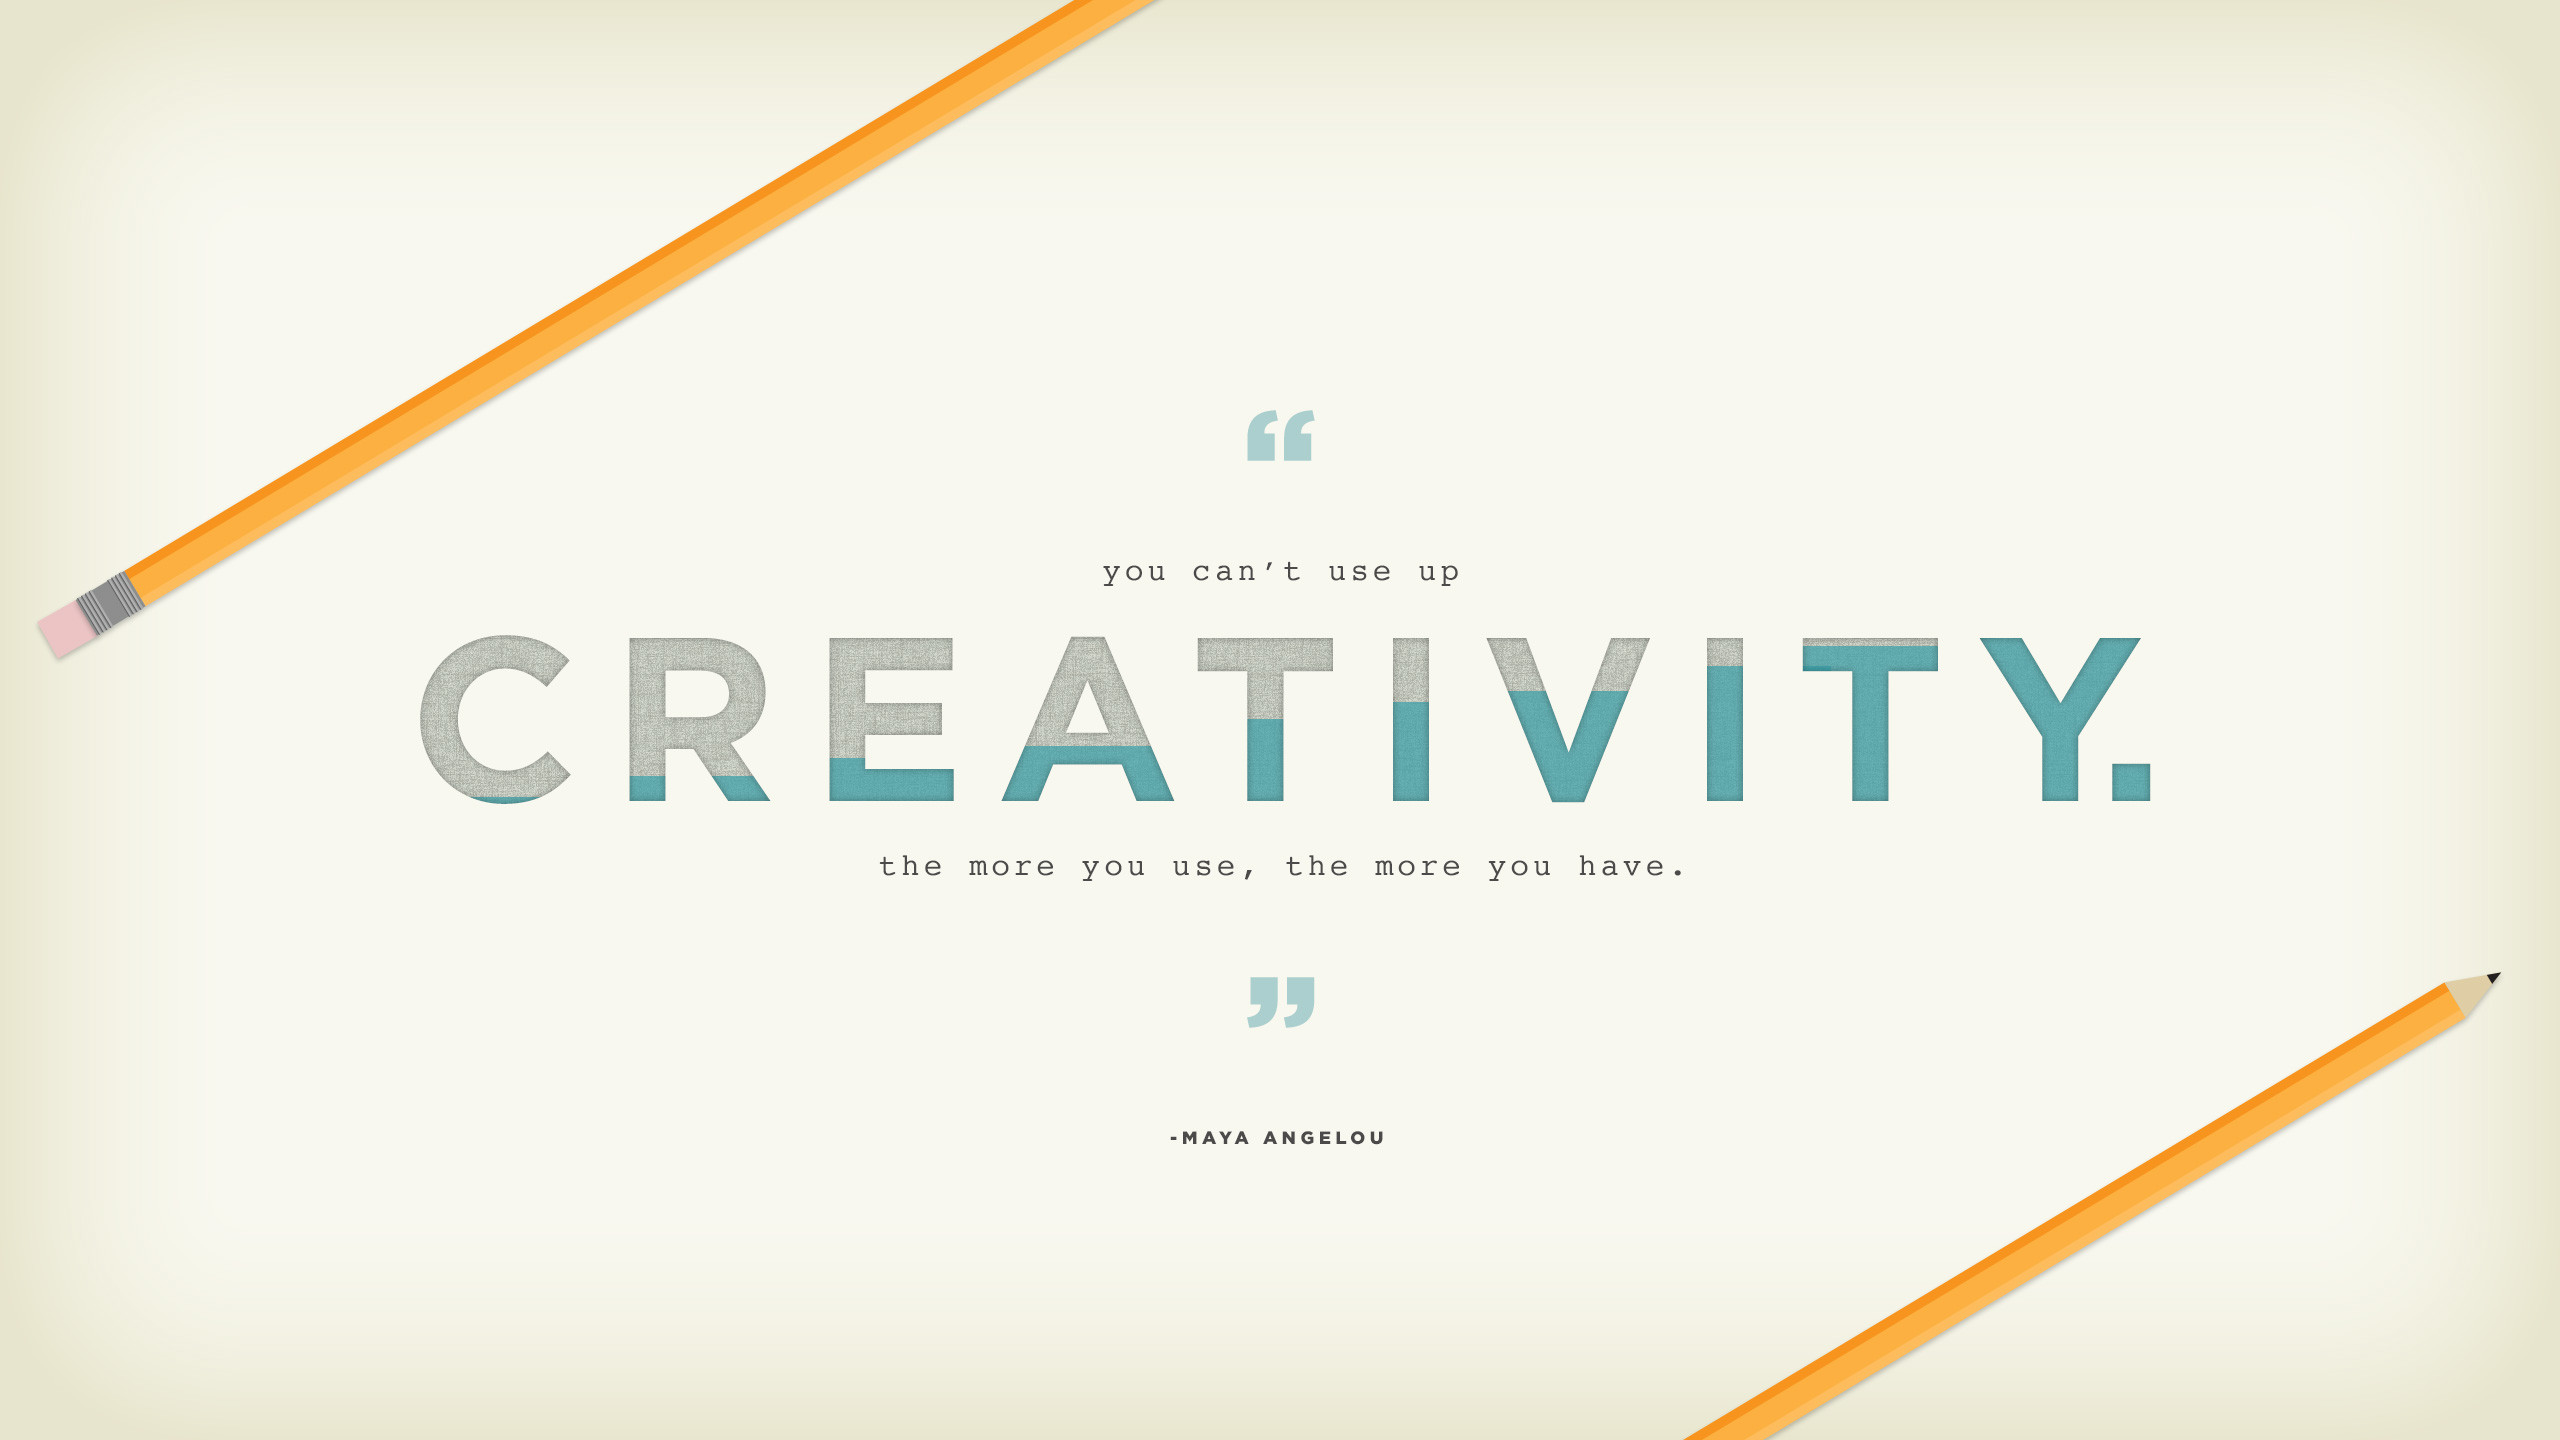 “
you can’t use up
CREATIVITY.
the more you use, the more you have.
”
-MAYA ANGELOU